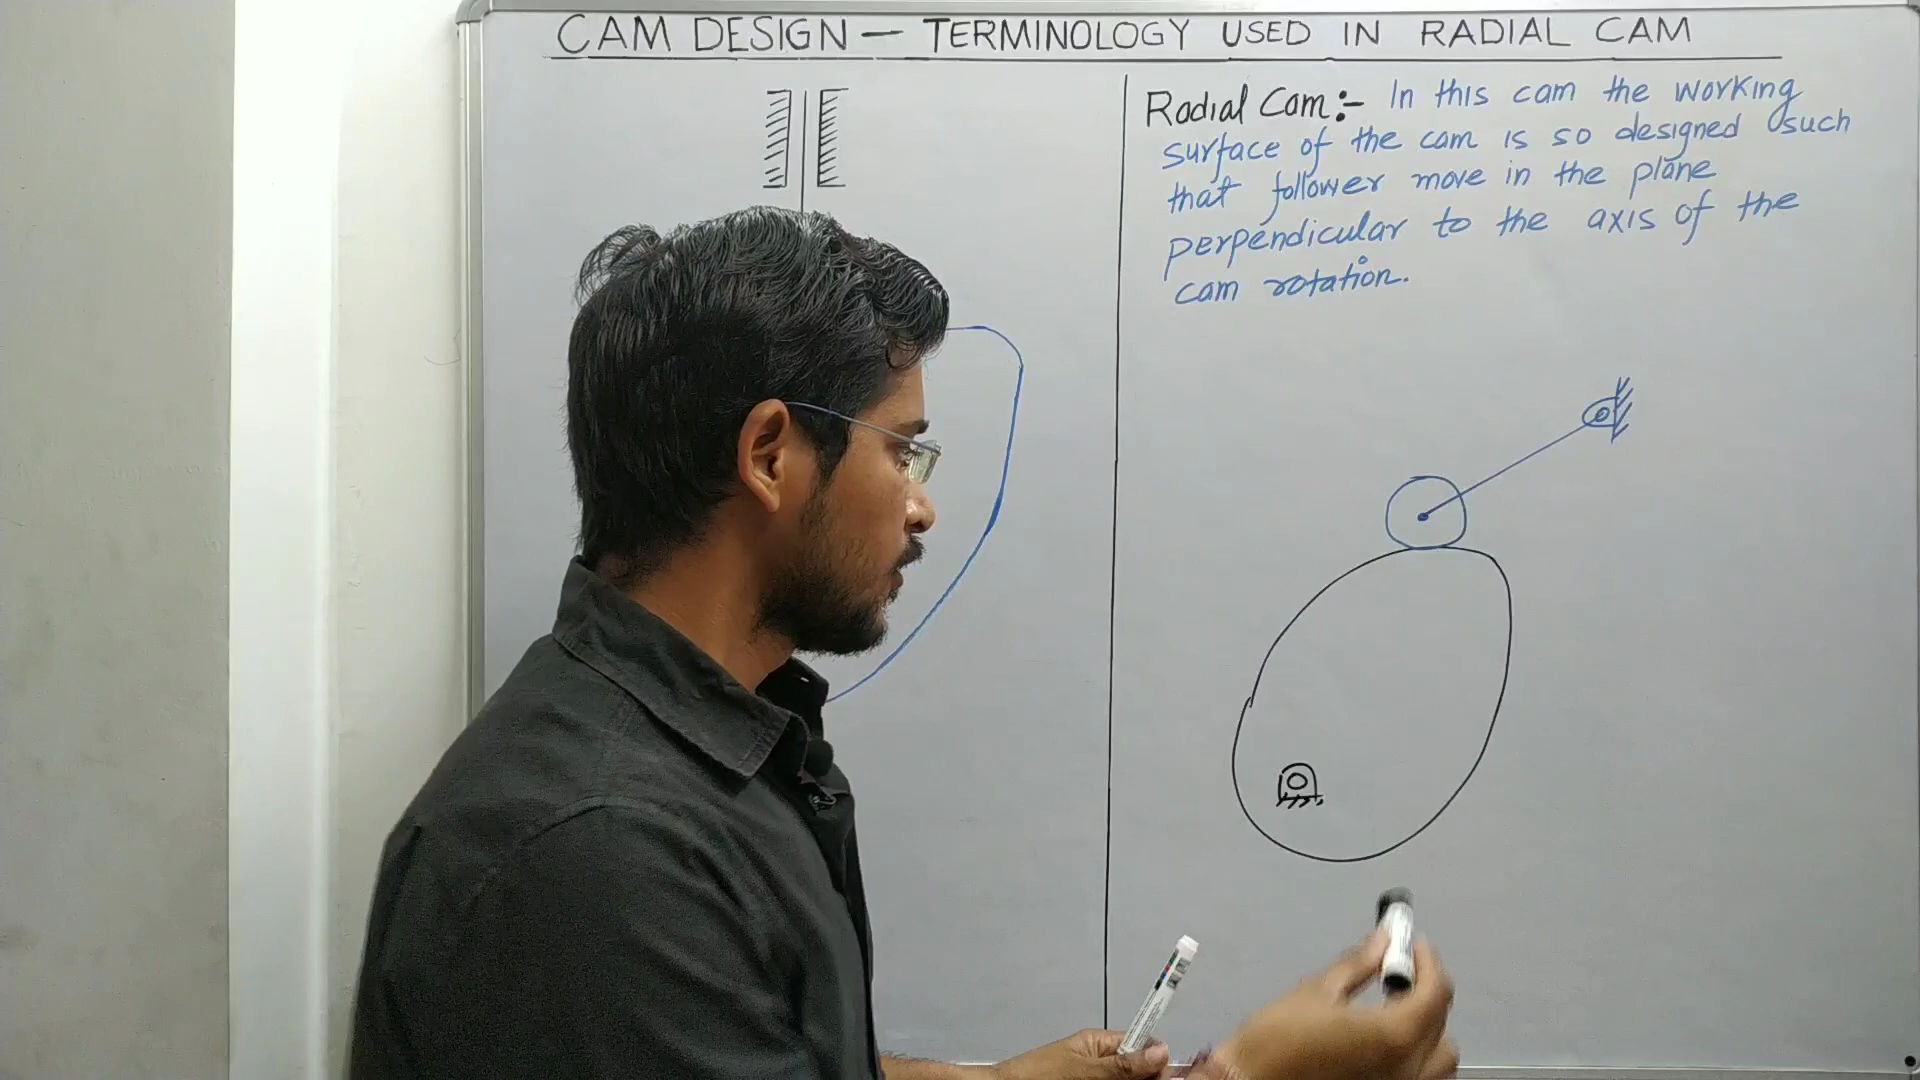 CAM DESIGN — TERMINOLOGY USED IN RADIAL CAM
Radial Cam:- In this cam the working
surface of the cam is so designed such
that follower move in the plane
perpendicular to the axis of the
cam rotation.